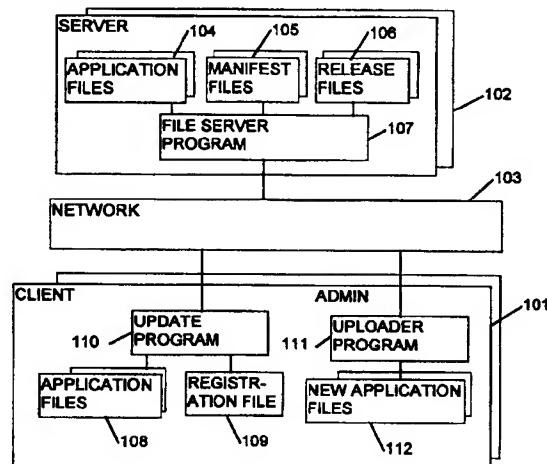 SERVER
104
105
106
APPLICATION
FILES
MANIFEST
FILES
RELEASE
FILES
102
FILE SERVER
PROGRAM
107
103
NETWORK
CLIENT
ADMIN
101
UPDATE
PROGRAM
110
UPLOADER
PROGRAM
111
APPLICATION
FILES
REGISTR-
ATION FILE
NEW APPLICATION
FILES
108
109
112